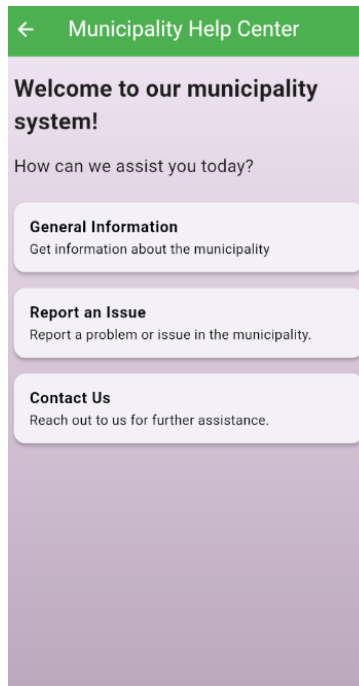 Municipality Help Center
Welcome to our municipality
system!
How can we assist you today?
General Information
Get information about the municipality
Report an Issue
Report a problem or issue in the municipality.
Contact Us
Reach out to us for further assistance.